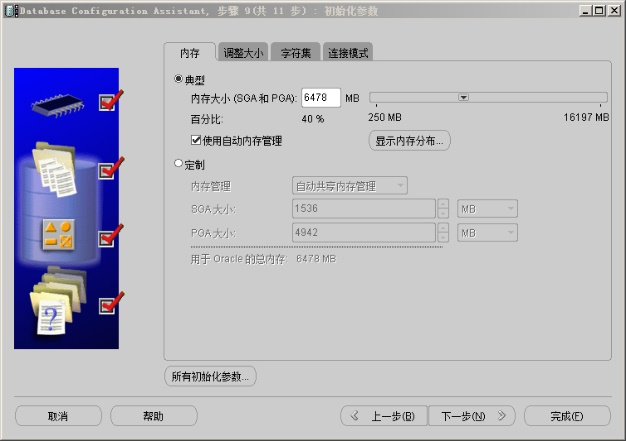 Database Configuration Assistant, 步骤 9(共 11 步) : 初始化参数
内存 调整大小 字符集 连接模式
典型
内存大小 (SGA 和 PGA): 6478 MB
百分比: 40 % 250 MB 16197 MB
使用自动内存管理 显示内存分布...
定制
内存管理 自动共享内存管理
SGA 大小: 1536 MB
PGA 大小: 4942 MB
用于 Oracle 的总内存: 6478 MB
所有初始化参数...
取消 帮助 上一步(B) 下一步(N) 完成(F)